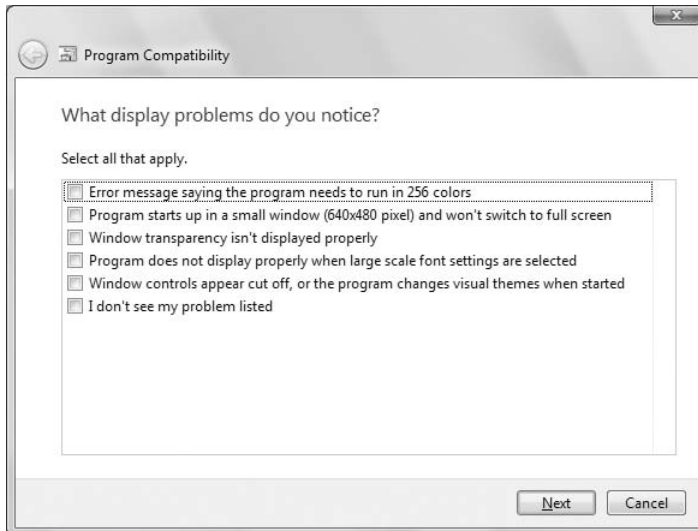 Program Compatibility
What display problems do you notice?
Select all that apply.
Error message saying the program needs to run in 256 colors
Program starts up in a small window (640x480 pixel) and won't switch to full screen
Window transparency isn't displayed properly
Program does not display properly when large scale font settings are selected
Window controls appear cut off, or the program changes visual themes when started
I don't see my problem listed
Next
Cancel